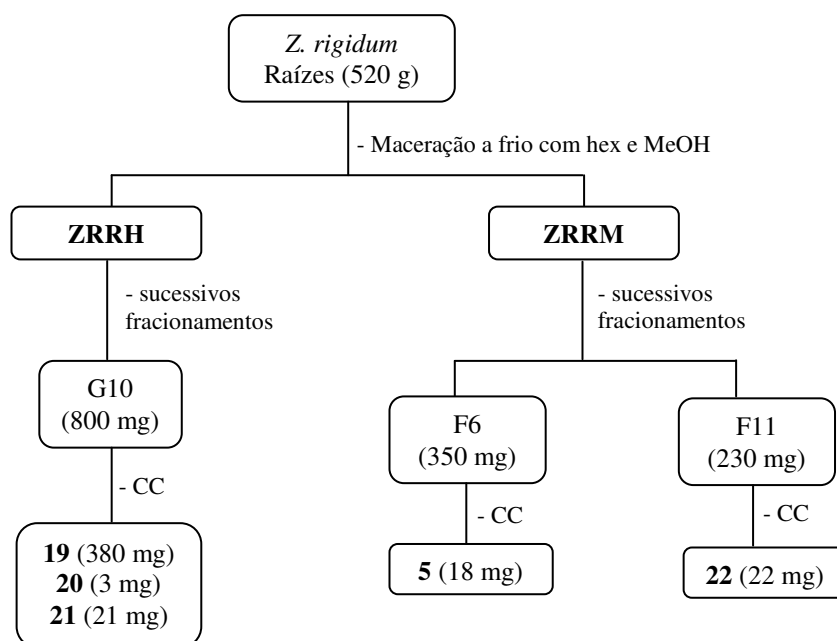 Z. rigidum
Raízes (520 g)
- Maceração a frio com hex e MeOH
ZRRH
ZRRM
- sucessivos
fracionamentos
- sucessivos
fracionamentos
G10
(800 mg)
F6
(350 mg)
F11
(230 mg)
- CC
- CC
- CC
19 (380 mg)
20 (3 mg)
21 (21 mg)
5 (18 mg)
22 (22 mg)